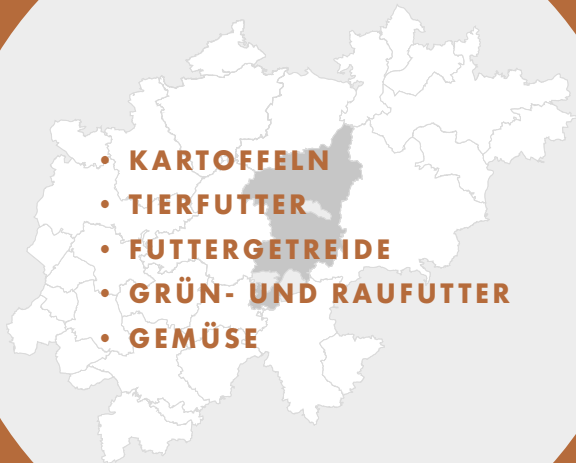 • KARTOFFELN
• TIERFUTTER
• FUTTERGETREIDE
• GRÜN- UND RAUFUTTER
• GEMÜSE